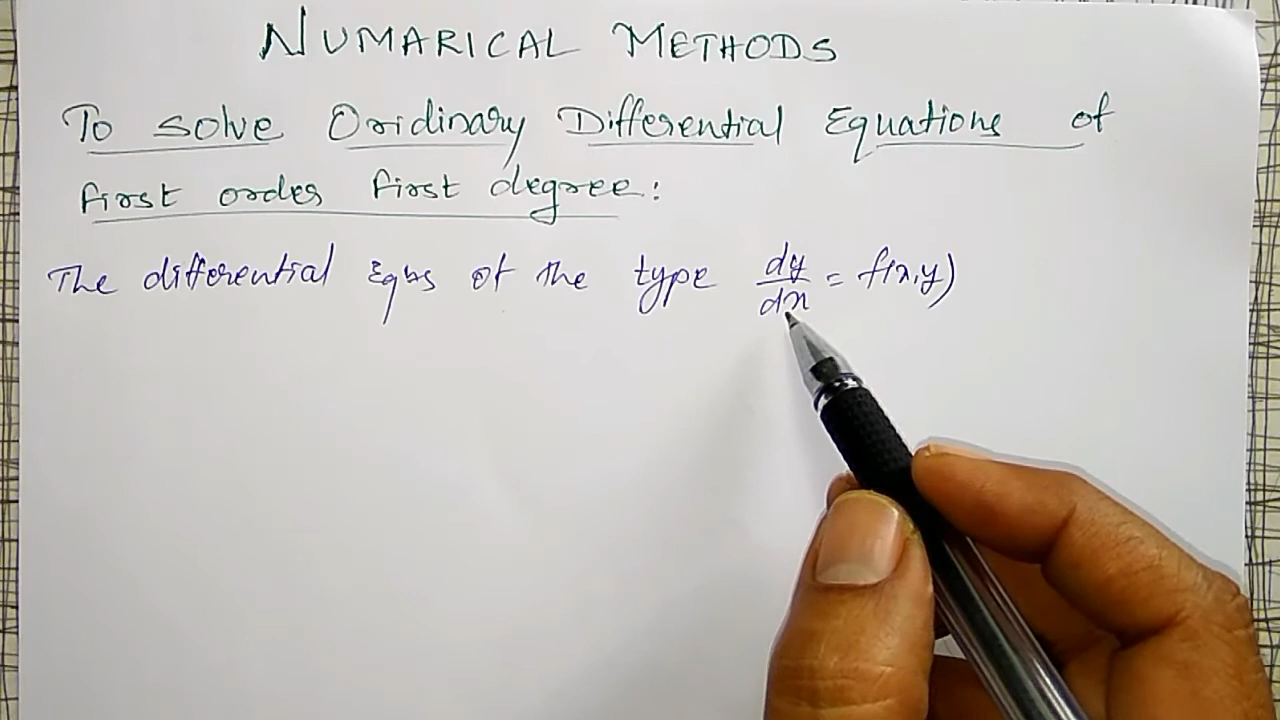 NUMARICAL METHODS
To solve Oridinary Differential Equations of
first order first degree:
The differential Eqns of the type dy/dx = f(x,y)